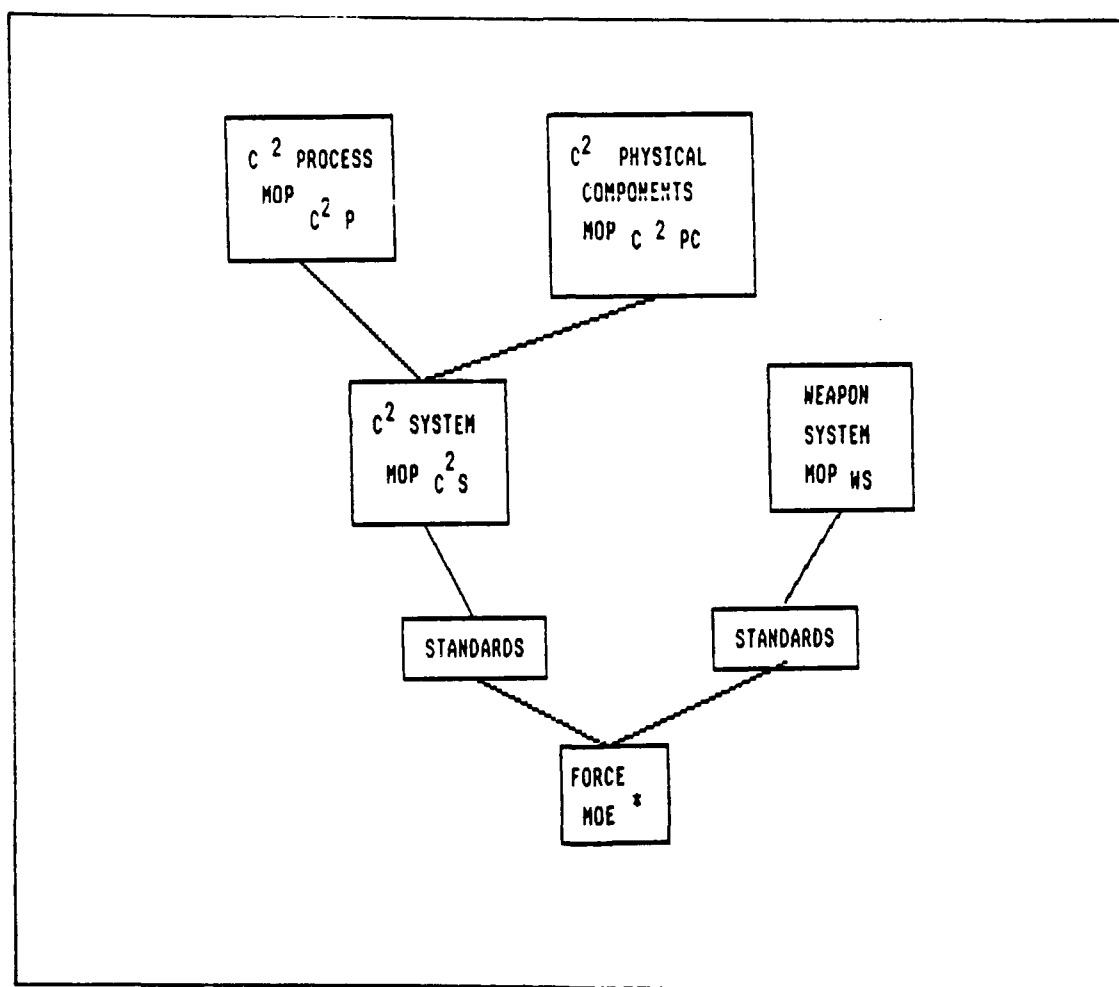 C 2 PROCESS
MOP
C2 P
C2 PHYSICAL
COMPONENTS
MOP C 2 PC
C2 SYSTEM
MOP C2S
WEAPON
SYSTEM
MOP WS
STANDARDS
STANDARDS
FORCE
MOE *